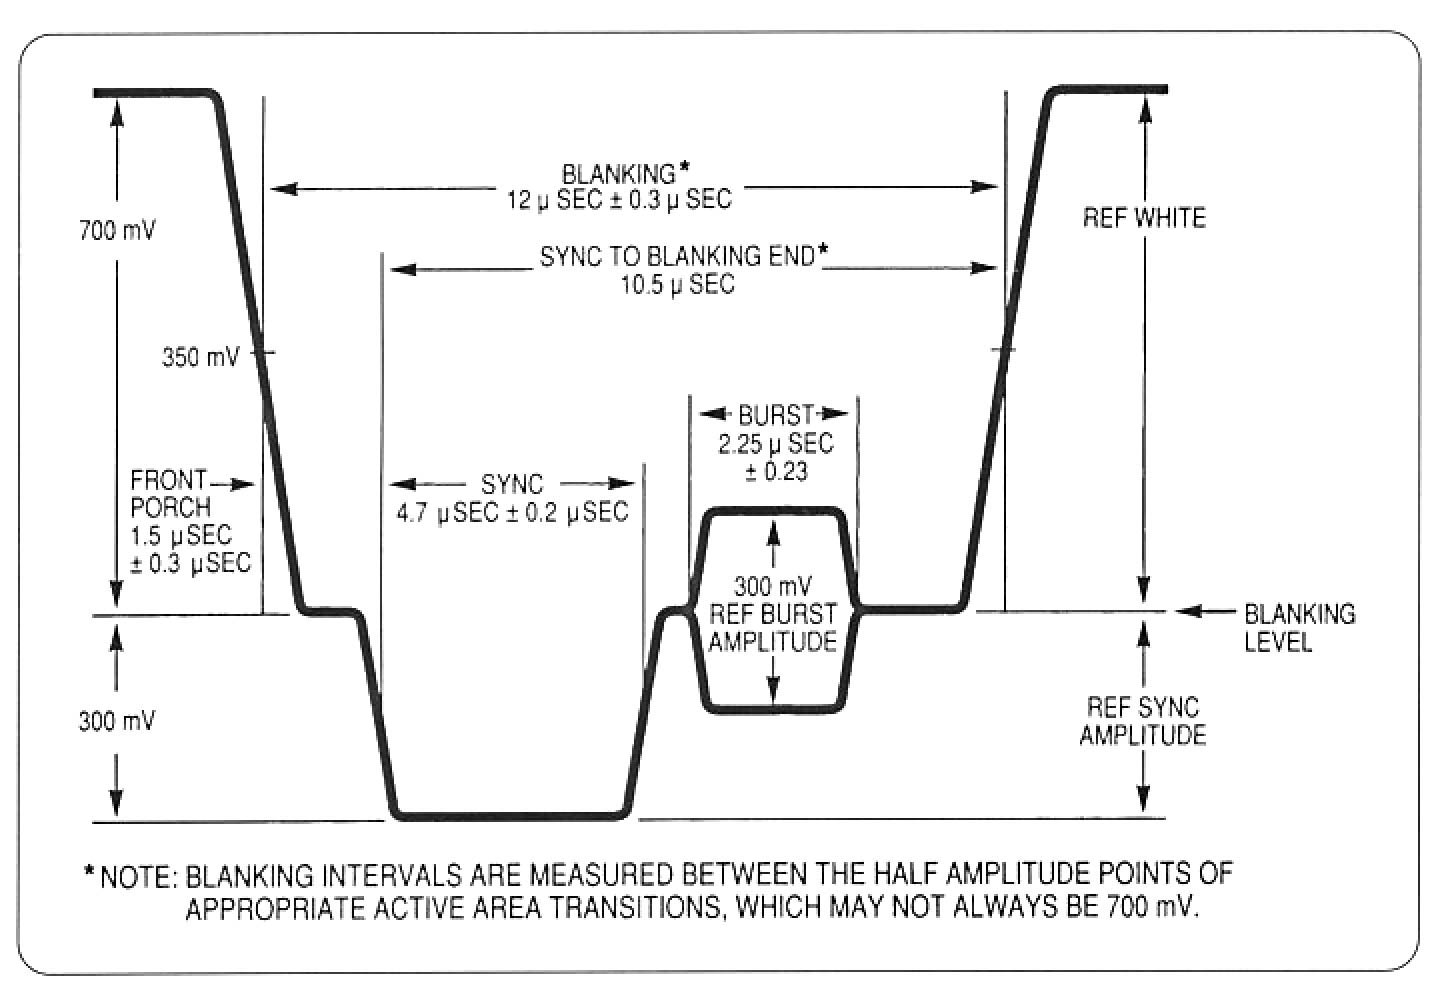 BLANKING*
12 µ SEC ± 0.3 µ SEC
700 mV
REF WHITE
SYNC TO BLANKING END*
10.5 µ SEC
350 mV
BURST
2.25 µ SEC
± 0.23
FRONT
PORCH
1.5 µSEC
± 0.3 µSEC
SYNC
4.7 µSEC ± 0.2 µSEC
300 mV
REF BURST
AMPLITUDE
BLANKING
LEVEL
300 mV
REF SYNC
AMPLITUDE
*NOTE: BLANKING INTERVALS ARE MEASURED BETWEEN THE HALF AMPLITUDE POINTS OF
APPROPRIATE ACTIVE AREA TRANSITIONS, WHICH MAY NOT ALWAYS BE 700 mV.